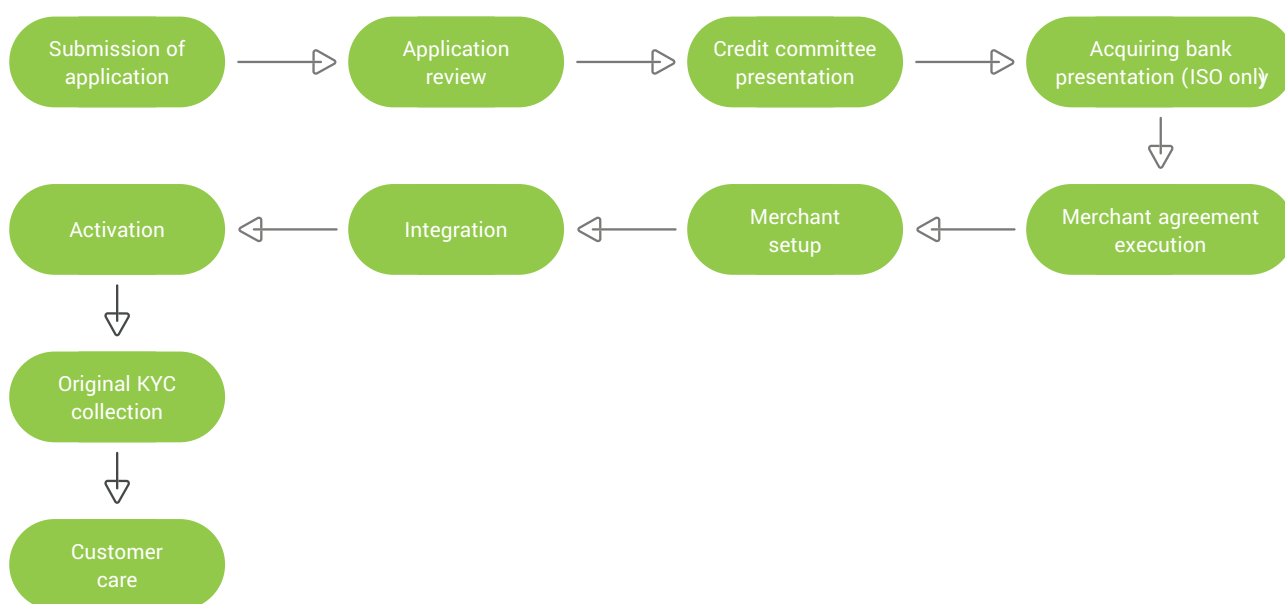 Submission of
application
Application
review
Credit committee
presentation
Acquiring bank
presentation (ISO only)
Merchant agreement
execution
Merchant
setup
Integration
Activation
Original KYC
collection
Customer
care